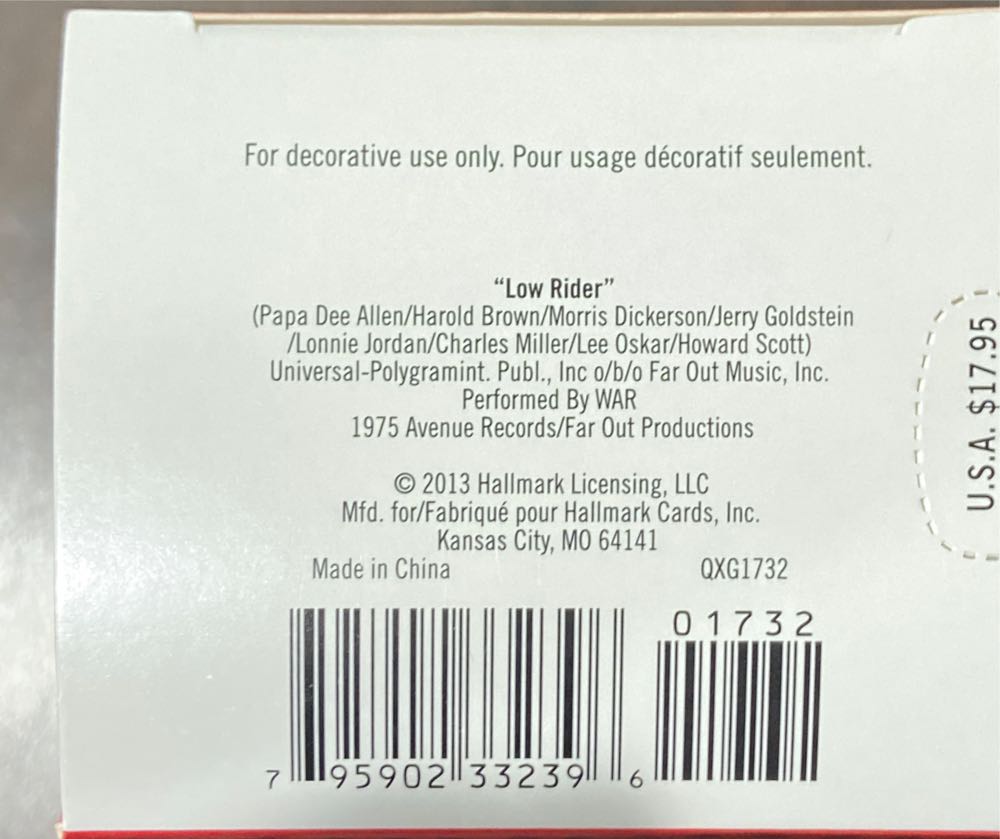 For decorative use only. Pour usage décoratif seulement.
“Low Rider”
(Papa Dee Allen/Harold Brown/Morris Dickerson/Jerry Goldstein
/Lonnie Jordan/Charles Miller/Lee Oskar/Howard Scott)
Universal-Polygramint. Publ., Inc o/b/o Far Out Music, Inc.
Performed By WAR
1975 Avenue Records/Far Out Productions
© 2013 Hallmark Licensing, LLC
Mfd. for/Fabriqué pour Hallmark Cards, Inc.
Kansas City, MO 64141
Made in China QXG1732
01732
7 95902 33239 6
U.S.A. $17.95